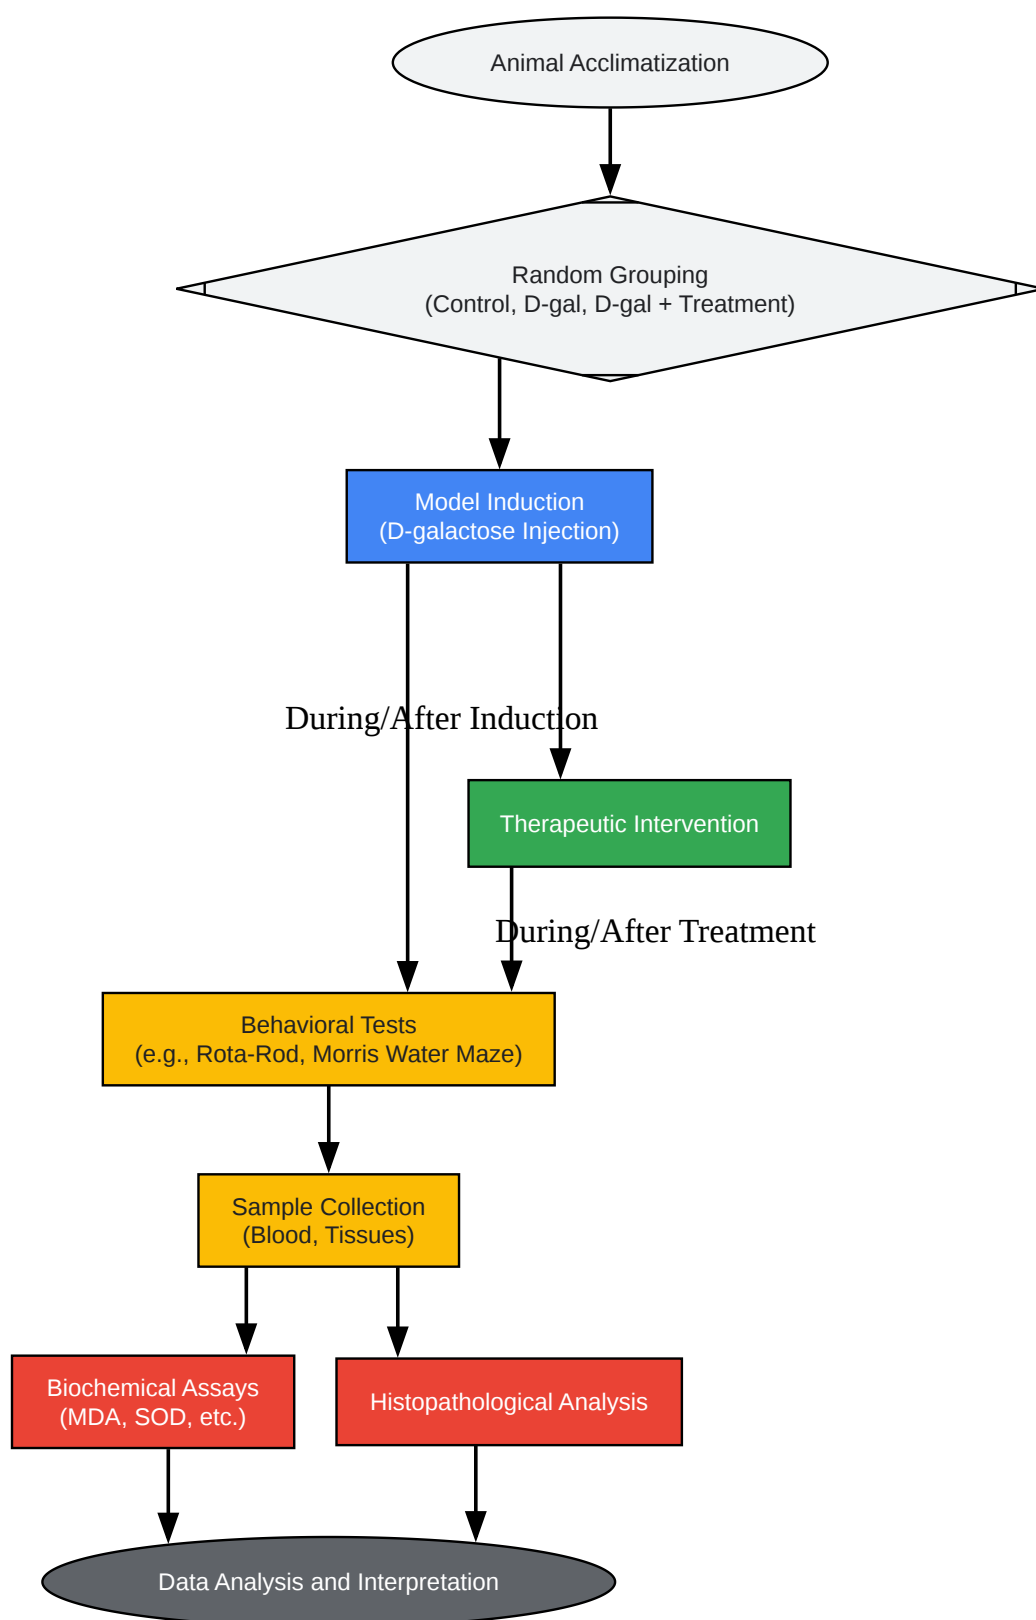 Animal Acclimatization
Random Grouping
(Control, D-gal, D-gal + Treatment)
Model Induction
(D-galactose Injection)
During/After Induction
Therapeutic Intervention
During/After Treatment
Behavioral Tests
(e.g., Rota-Rod, Morris Water Maze)
Sample Collection
(Blood, Tissues)
Biochemical Assays
(MDA, SOD, etc.)
Histopathological Analysis
Data Analysis and Interpretation